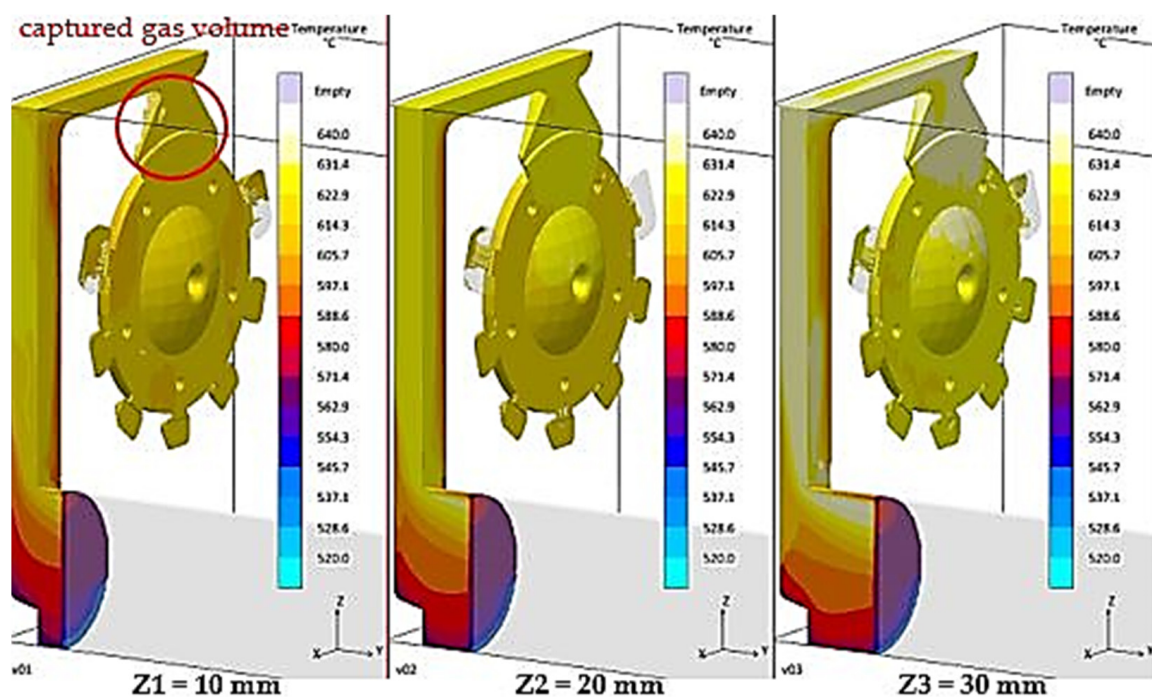 captured gas volume
Temperature
°C
Empty
640.0
631.4
622.9
614.3
605.7
597.1
588.6
580.0
571.4
562.9
554.3
545.7
537.1
528.6
520.0
Z
X
Y
v01
Z1 = 10 mm
Temperature
°C
Empty
640.0
631.4
622.9
614.3
605.7
597.1
588.6
580.0
571.4
562.9
554.3
545.7
537.1
528.6
520.0
Z
X
Y
v02
Z2 = 20 mm
Temperature
°C
Empty
640.0
631.4
622.9
614.3
605.7
597.1
588.6
580.0
571.4
562.9
554.3
545.7
537.1
528.6
520.0
Z
X
Y
v03
Z3 = 30 mm